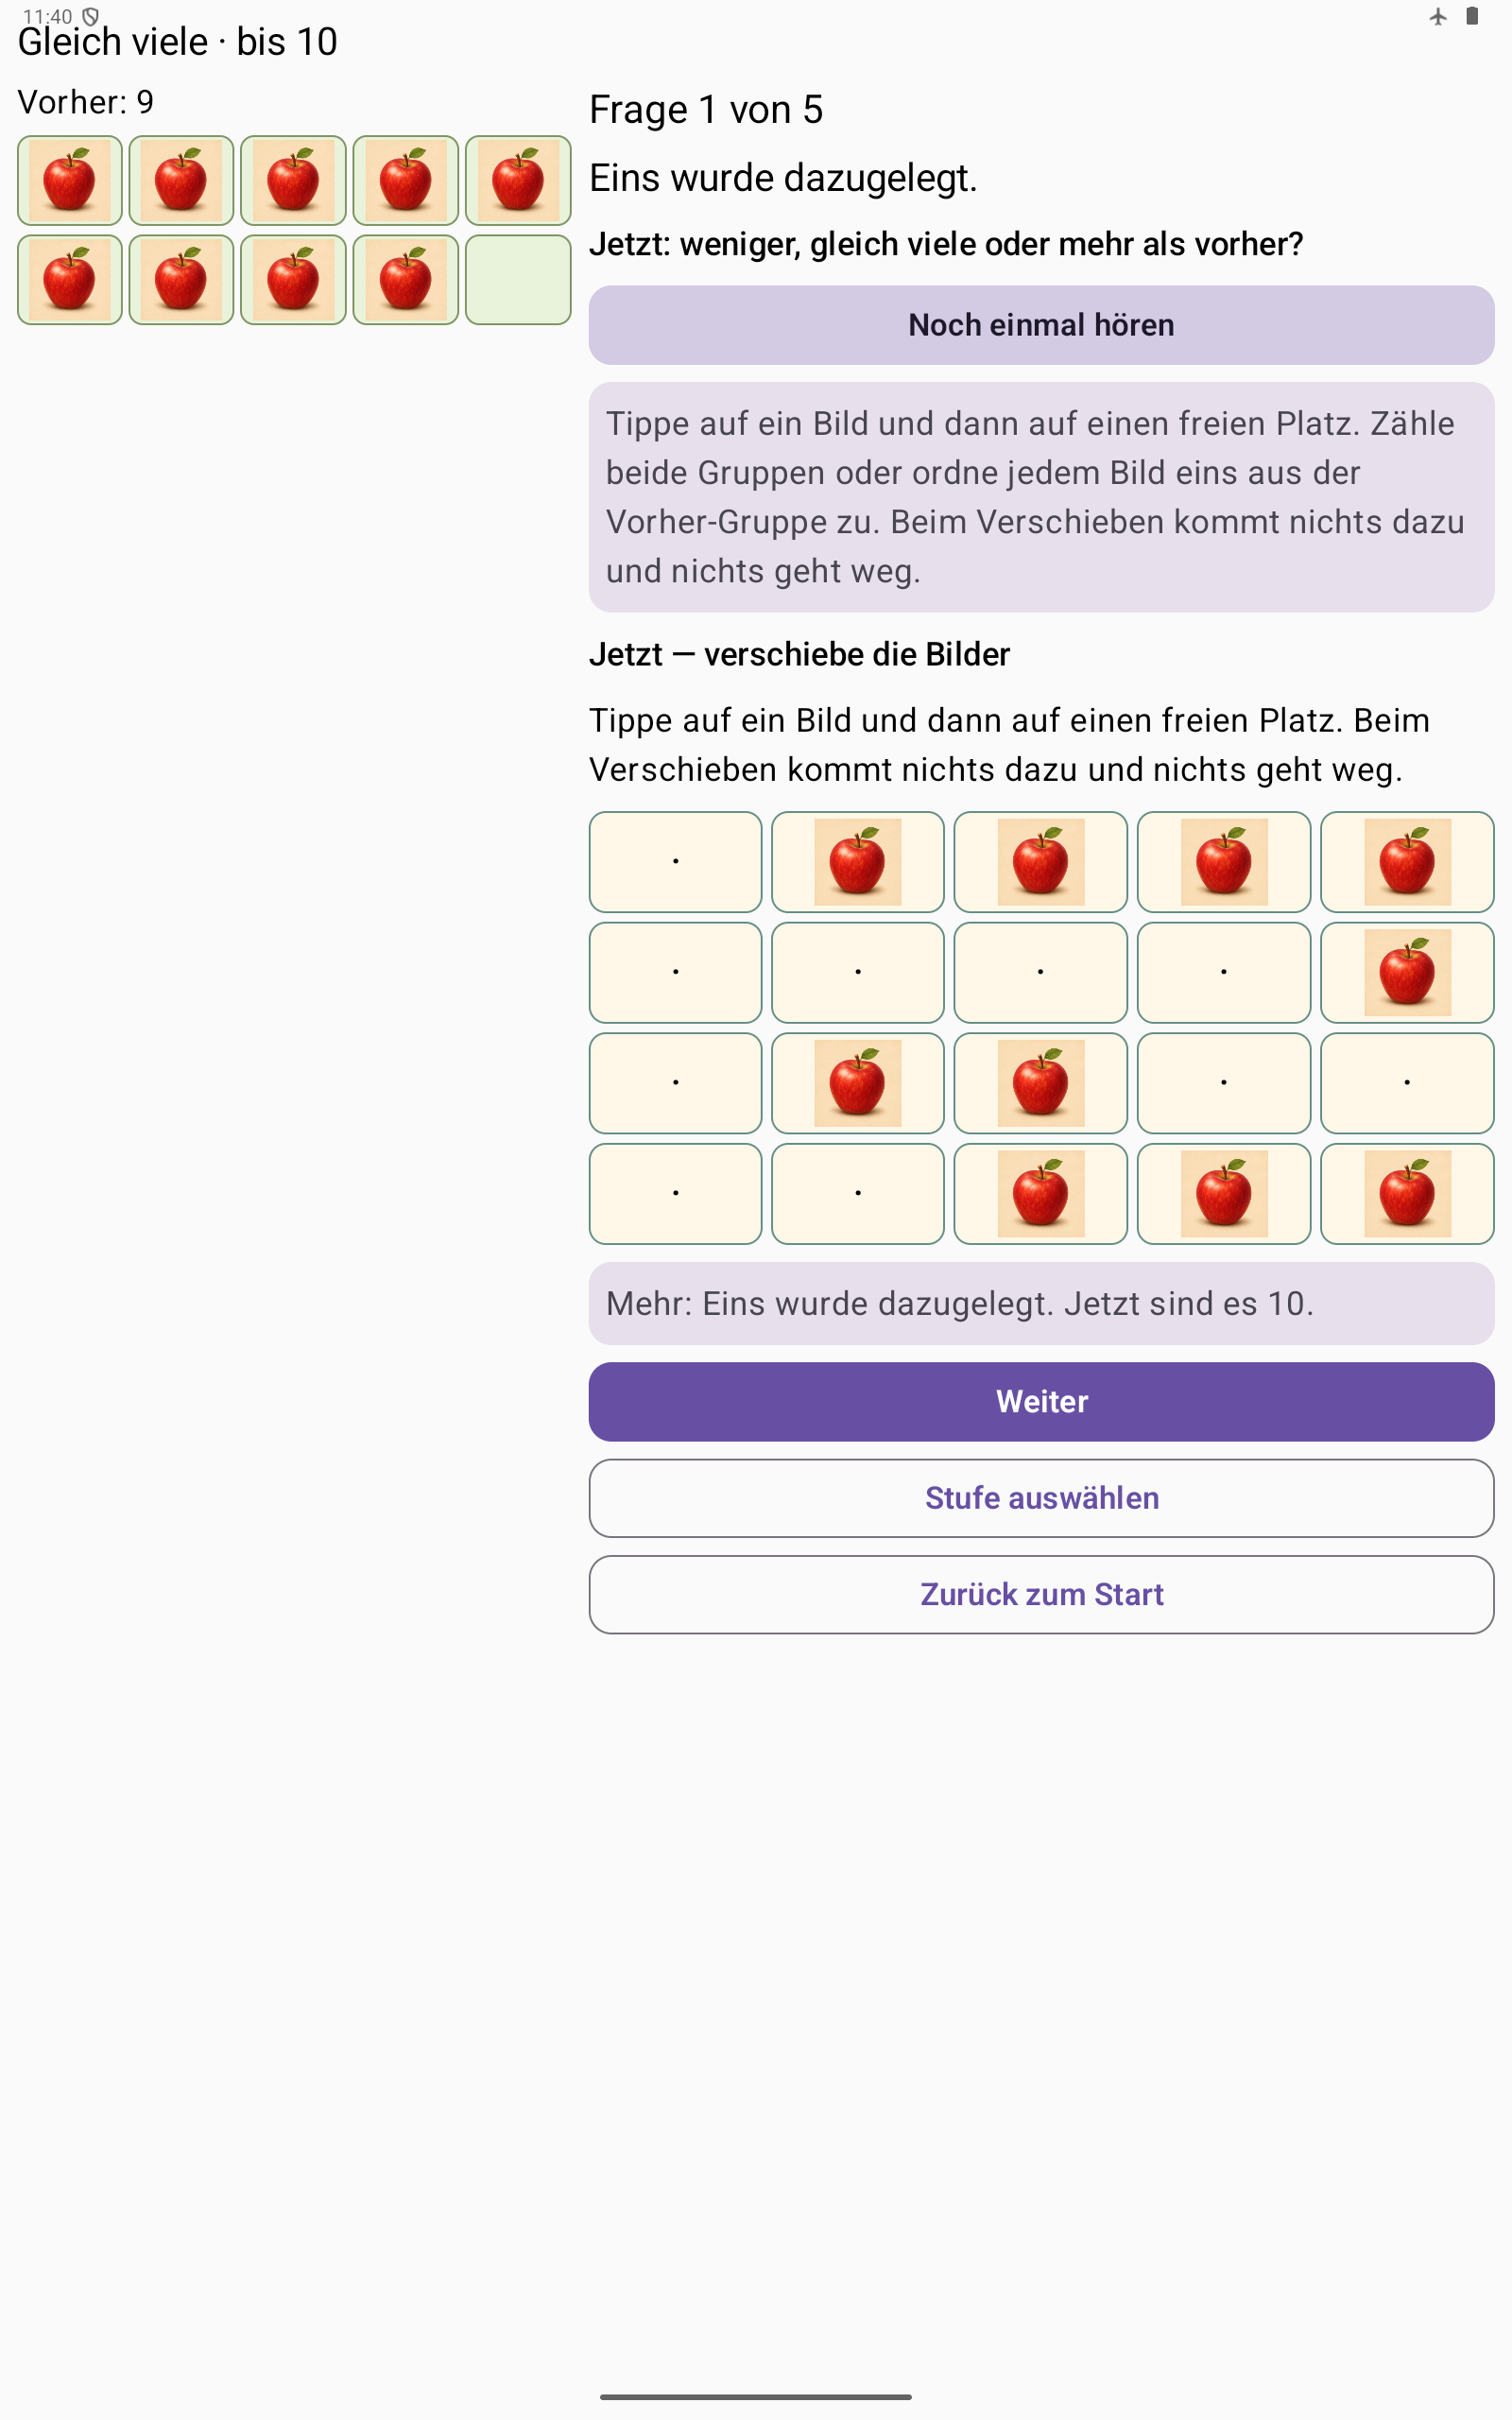 11:40
Gleich viele · bis 10
Vorher: 9
Frage 1 von 5
Eins wurde dazugelegt.
Jetzt: weniger, gleich viele oder mehr als vorher?
Noch einmal hören
Tippe auf ein Bild und dann auf einen freien Platz. Zähle
beide Gruppen oder ordne jedem Bild eins aus der
Vorher-Gruppe zu. Beim Verschieben kommt nichts dazu
und nichts geht weg.
Jetzt — verschiebe die Bilder
Tippe auf ein Bild und dann auf einen freien Platz. Beim
Verschieben kommt nichts dazu und nichts geht weg.
Mehr: Eins wurde dazugelegt. Jetzt sind es 10.
Weiter
Stufe auswählen
Zurück zum Start